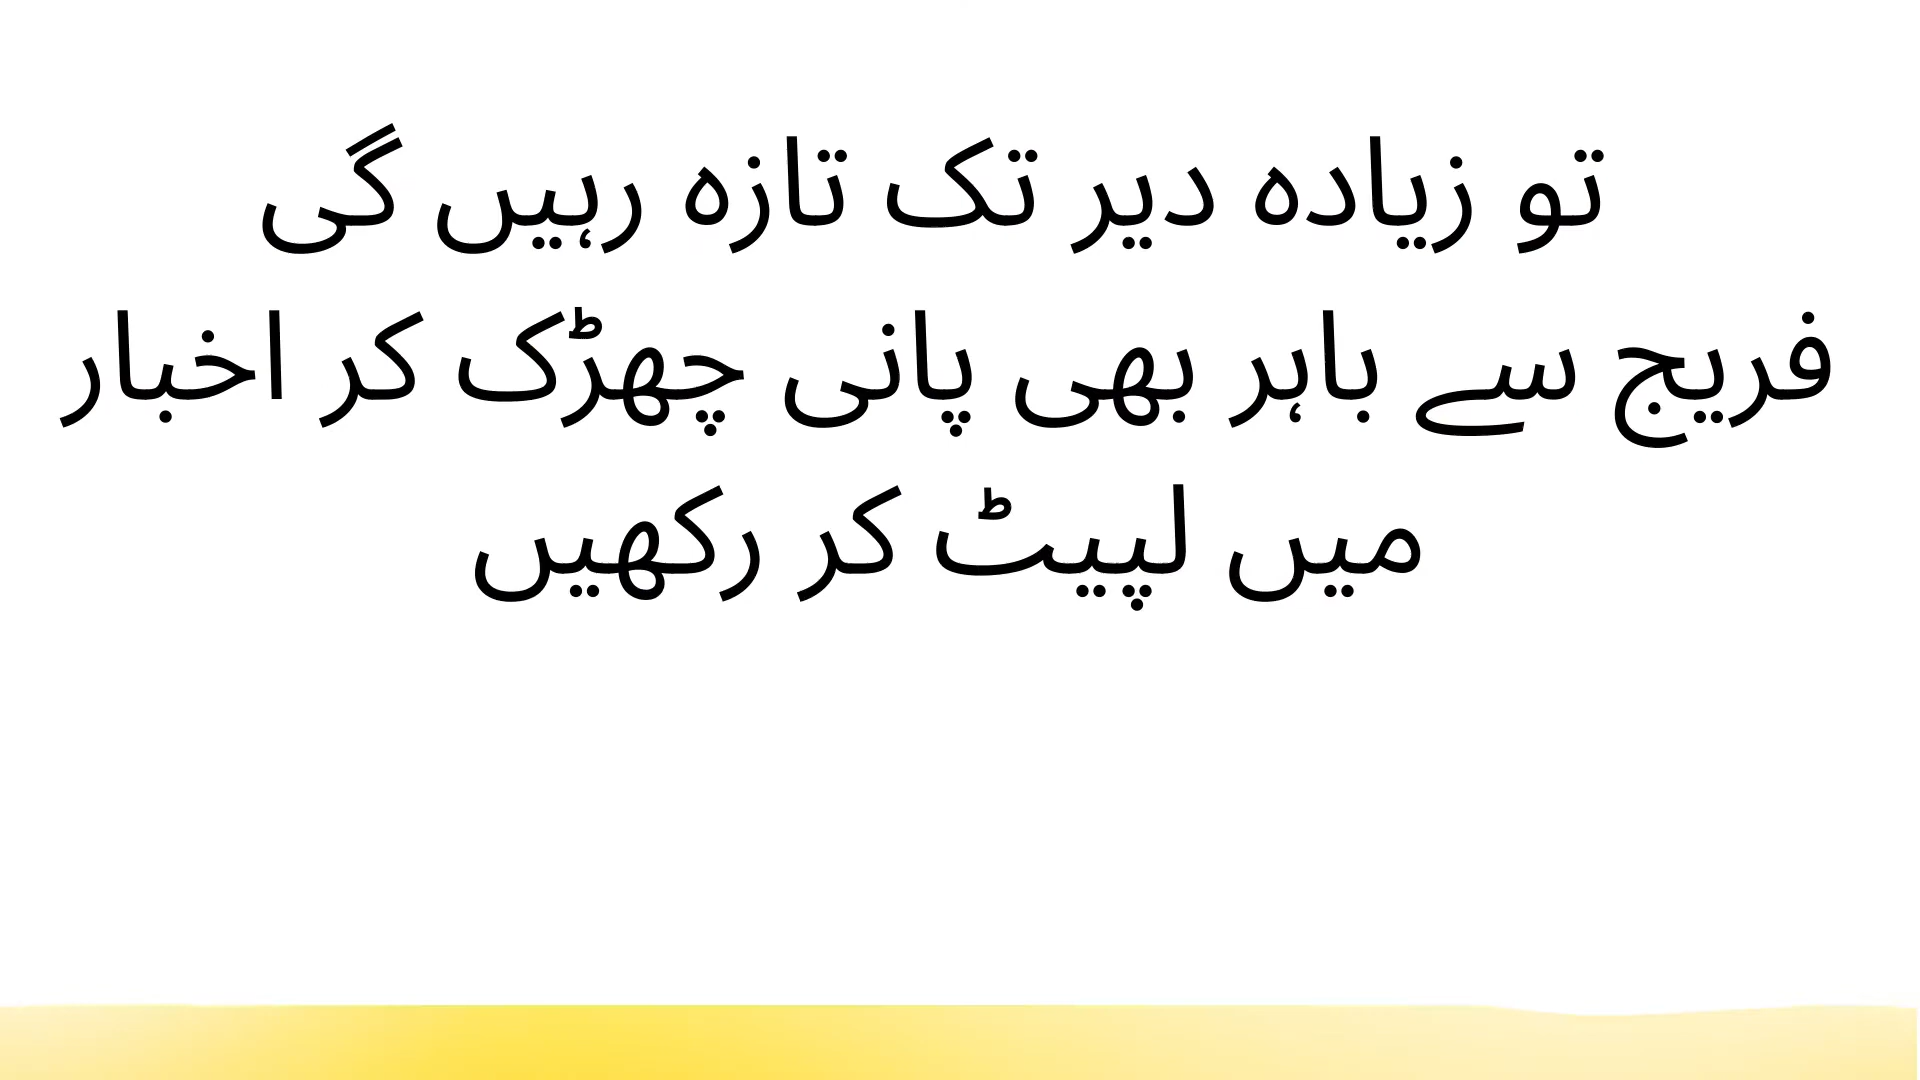 تو زیادہ دیر تک تازہ رہیں گی
فریج سے باہر بھی پانی چھڑک کر اخبار
میں لپیٹ کر رکھیں